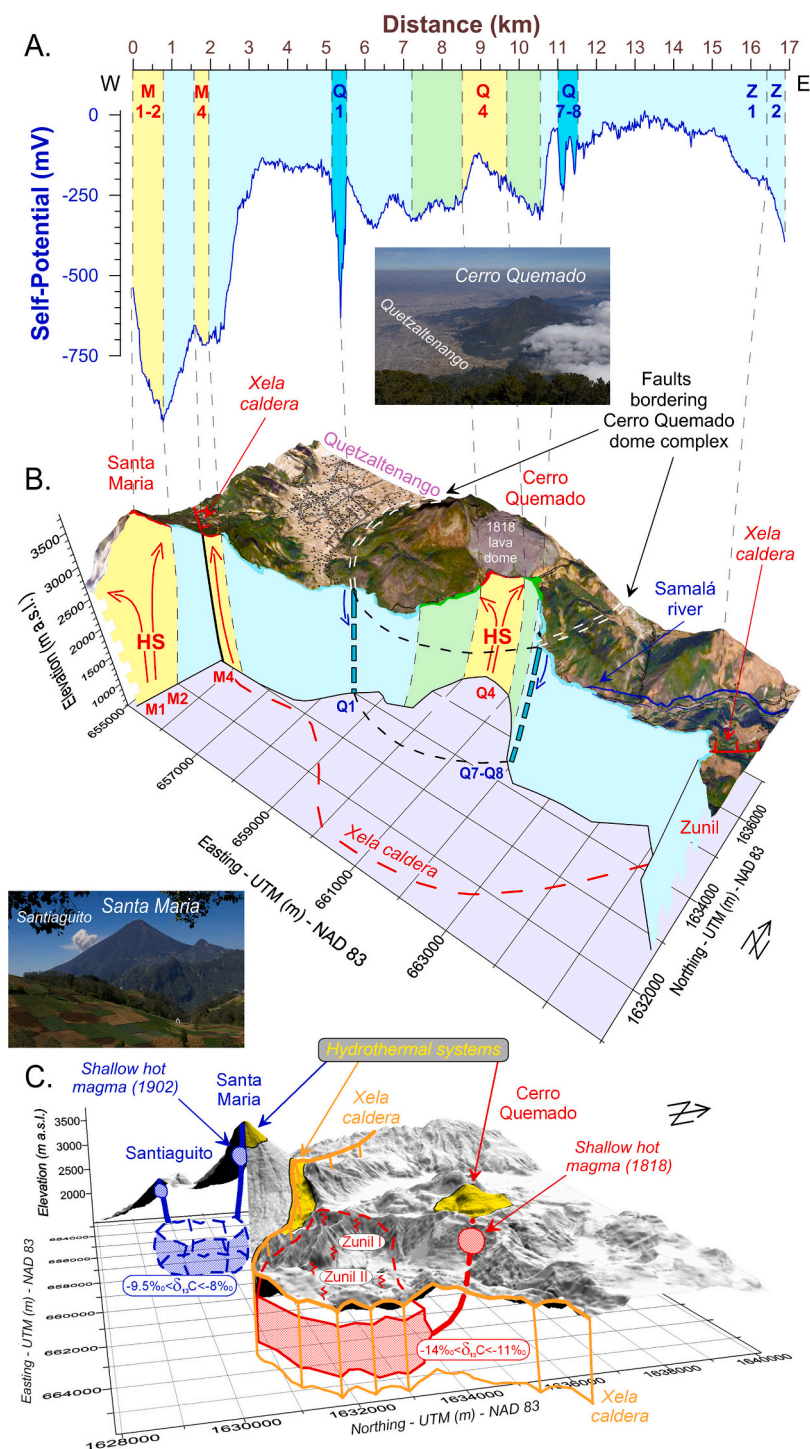 Distance (km)
A.
0 1 2 3 4 5 6 7 8 9 10 11 12 13 14 15 16 17
W
M
1-2
M
4
Q
1
Q
4
Q
7-8
Z
1
Z
2
E
Self-Potential (mV)
0
-250
-500
-750
Cerro Quemado
Quetzaltenango
Xela
caldera
Faults
bordering
Cerro Quemado
dome complex
B.
Santa
Maria
Quetzaltenango
Cerro
Quemado
1818
lava
dome
Xela
caldera
Samalá
river
Elevation (m a.s.l.)
3500
3000
2500
2000
1500
1000
HS
HS
M1
M2
M4
Q1
Q4
Q7-Q8
Xela caldera
Zunil
655000
657000
659000
661000
663000
Easting - UTM (m) - NAD 83
1632000
1634000
1636000
Northing - UTM (m) - NAD 83
N
Santiaguito
Santa Maria
C.
Hydrothermal systems
Shallow hot
magma (1902)
Santa
Maria
Xela
caldera
Cerro
Quemado
N
Santiaguito
Shallow hot
magma (1818)
Elevation (m a.s.l.)
3500
3000
2500
2000
Zunil I
Zunil II
-9.5‰<δ13C<-8‰
-14‰<δ13C<-11‰
654000
656000
658000
660000
662000
664000
Easting - UTM (m) - NAD 83
1628000
1630000
1632000
1634000
1636000
1638000
1640000
Northing - UTM (m) - NAD 83
Xela
caldera